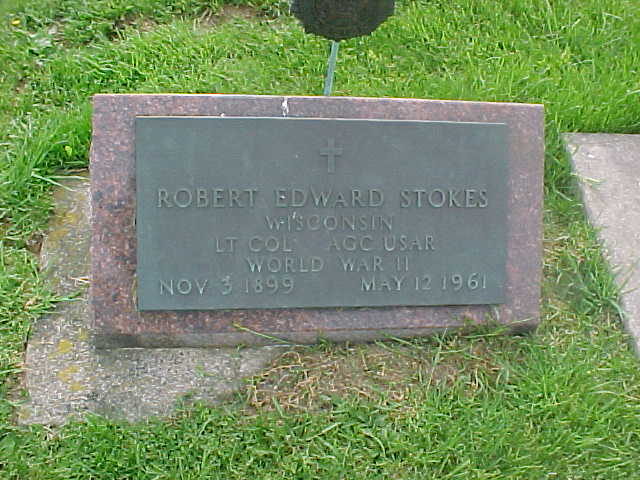 ROBERT EDWARD STOKES
WISCONSIN
LT COL AGC USAR
WORLD WAR II
NOV 3 1899 MAY 12 1961